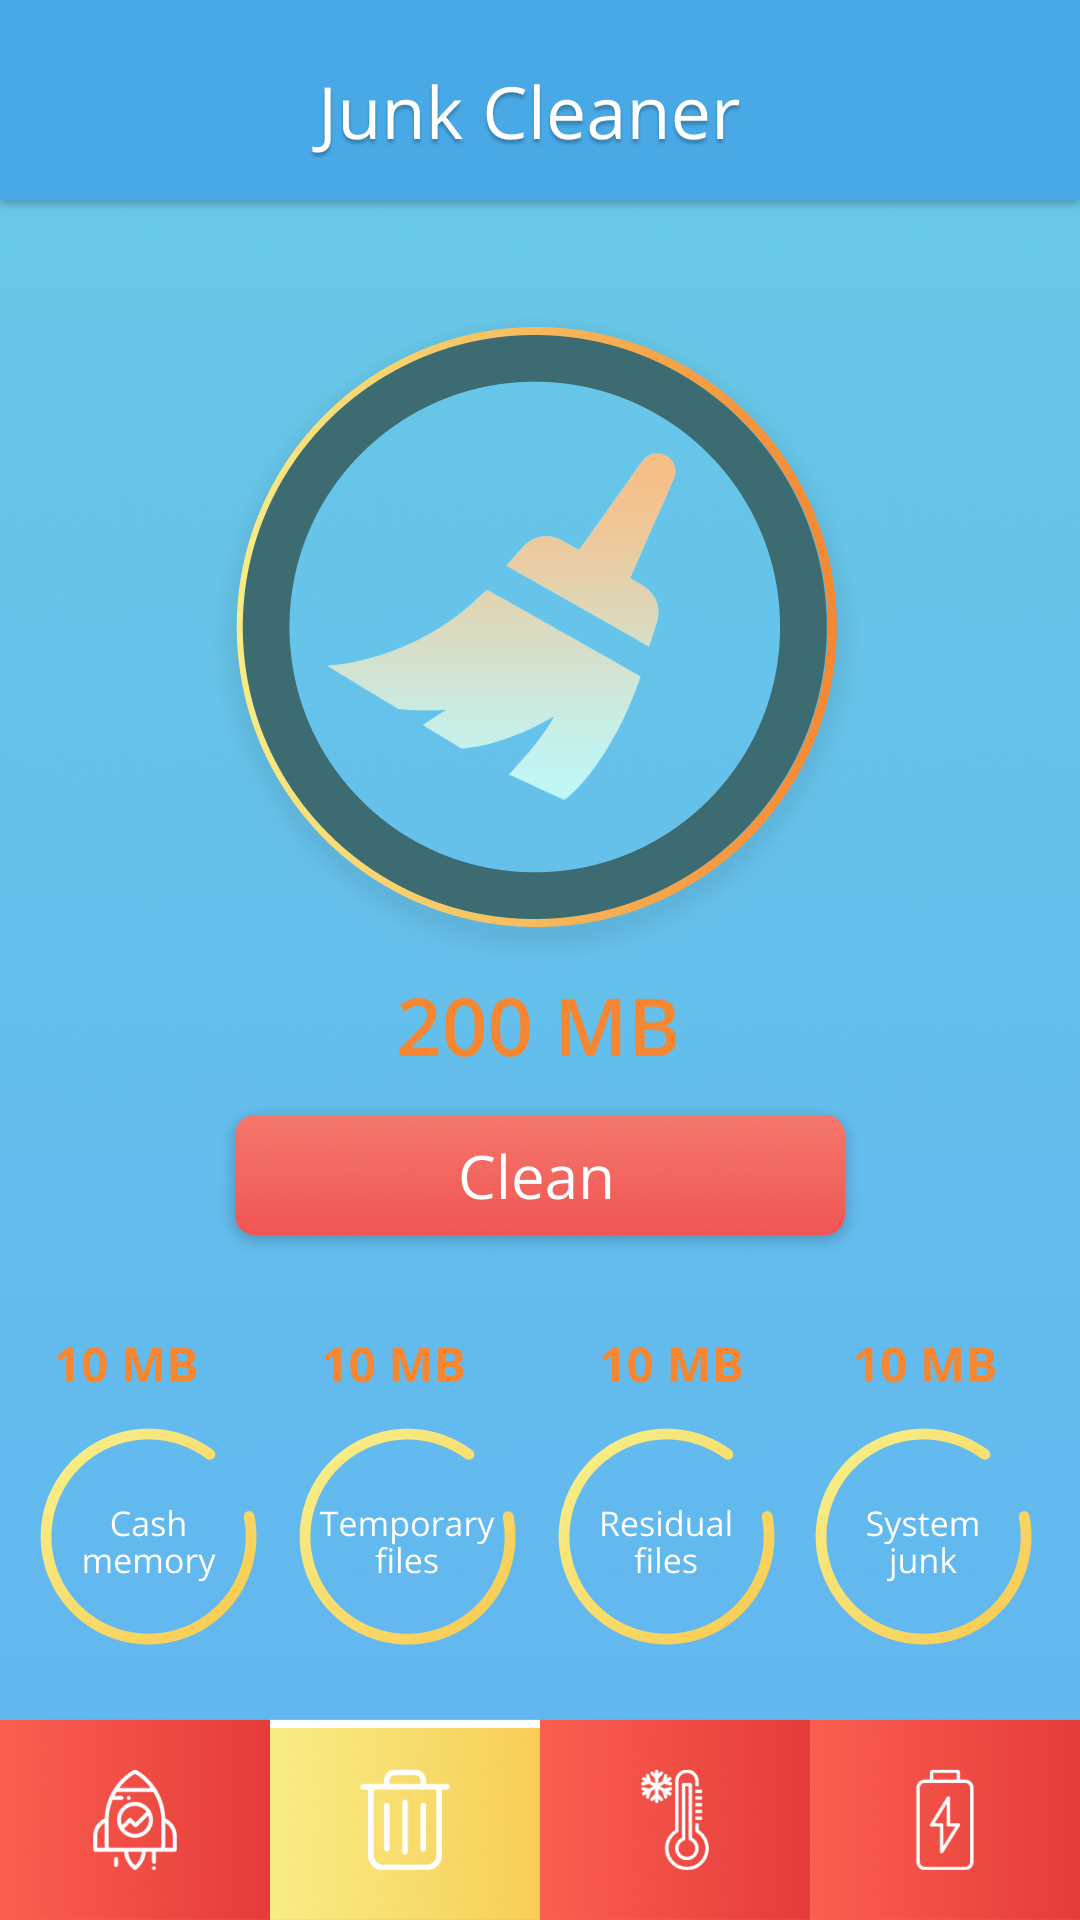 Junk Cleaner
200 MB
Clean
10 MB 10 MB 10 MB 10 MB
Cash memory
Temporary files
Residual files
System junk